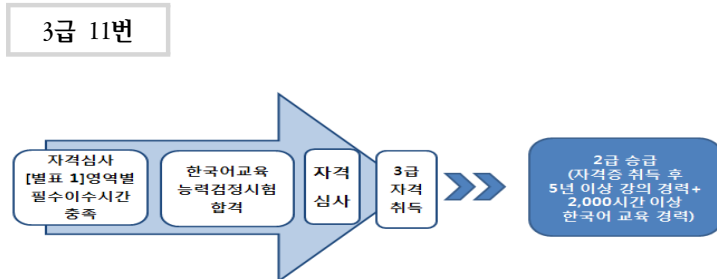 3급 11번
자격심사
[별표 1]영역별
필수이수시간
충족
한국어교육
능력검정시험
합격
자격
심사
3급
자격
취득
2급 승급
(자격증 취득 후
5년 이상 강의 경력+
2,000시간 이상
한국어 교육 경력)